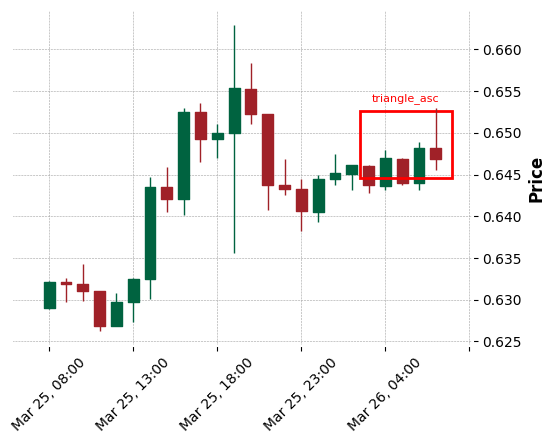 triangle_asc
0.660
0.655
0.650
0.645
0.640
0.635
0.630
0.625
Price
Mar 25, 08:00
Mar 25, 13:00
Mar 25, 18:00
Mar 25, 23:00
Mar 26, 04:00